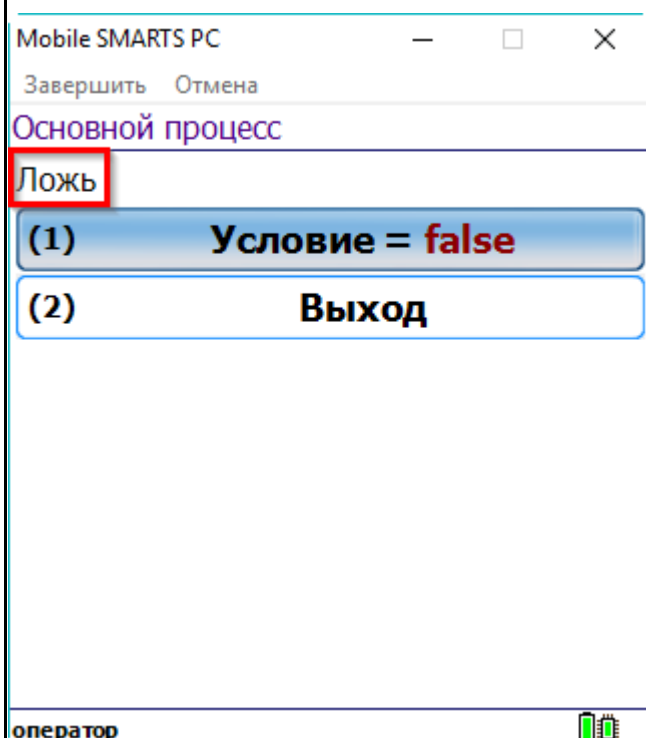 Mobile SMARTS PC
Завершить Отмена
Основной процесс
Ложь
(1) Условие = false
(2) Выход
оператор